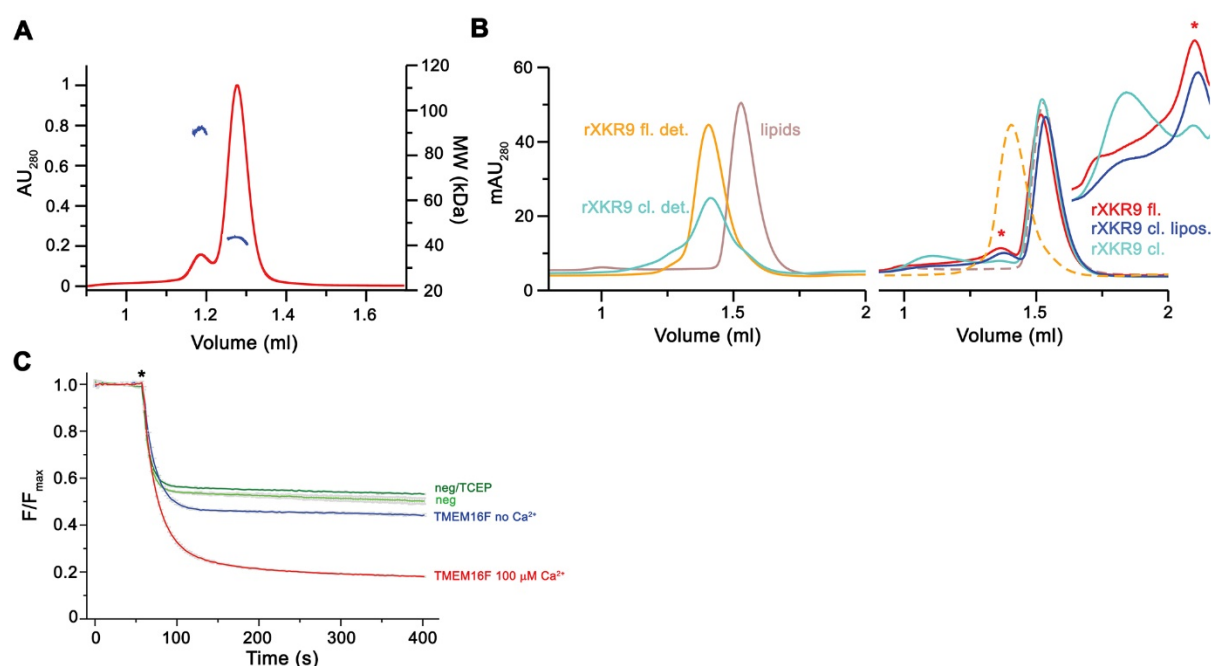 A
AU280
1
0.8
0.6
0.4
0.2
0
1
1.2
1.4
1.6
Volume (ml)
120
100
80
60
40
20
MW (kDa)
B
mAU280
60
40
20
0
rXKR9 fl. det.
lipids
rXKR9 cl. det.
1
1.5
2
Volume (ml)
*
*
rXKR9 fl.
rXKR9 cl. lipos.
rXKR9 cl.
1
1.5
2
Volume (ml)
C
F/Fmax
1.0
0.8
0.6
0.4
0.2
0
*
neg/TCEP
neg
TMEM16F no Ca²⁺
TMEM16F 100 µM Ca²⁺
0
100
200
300
400
Time (s)